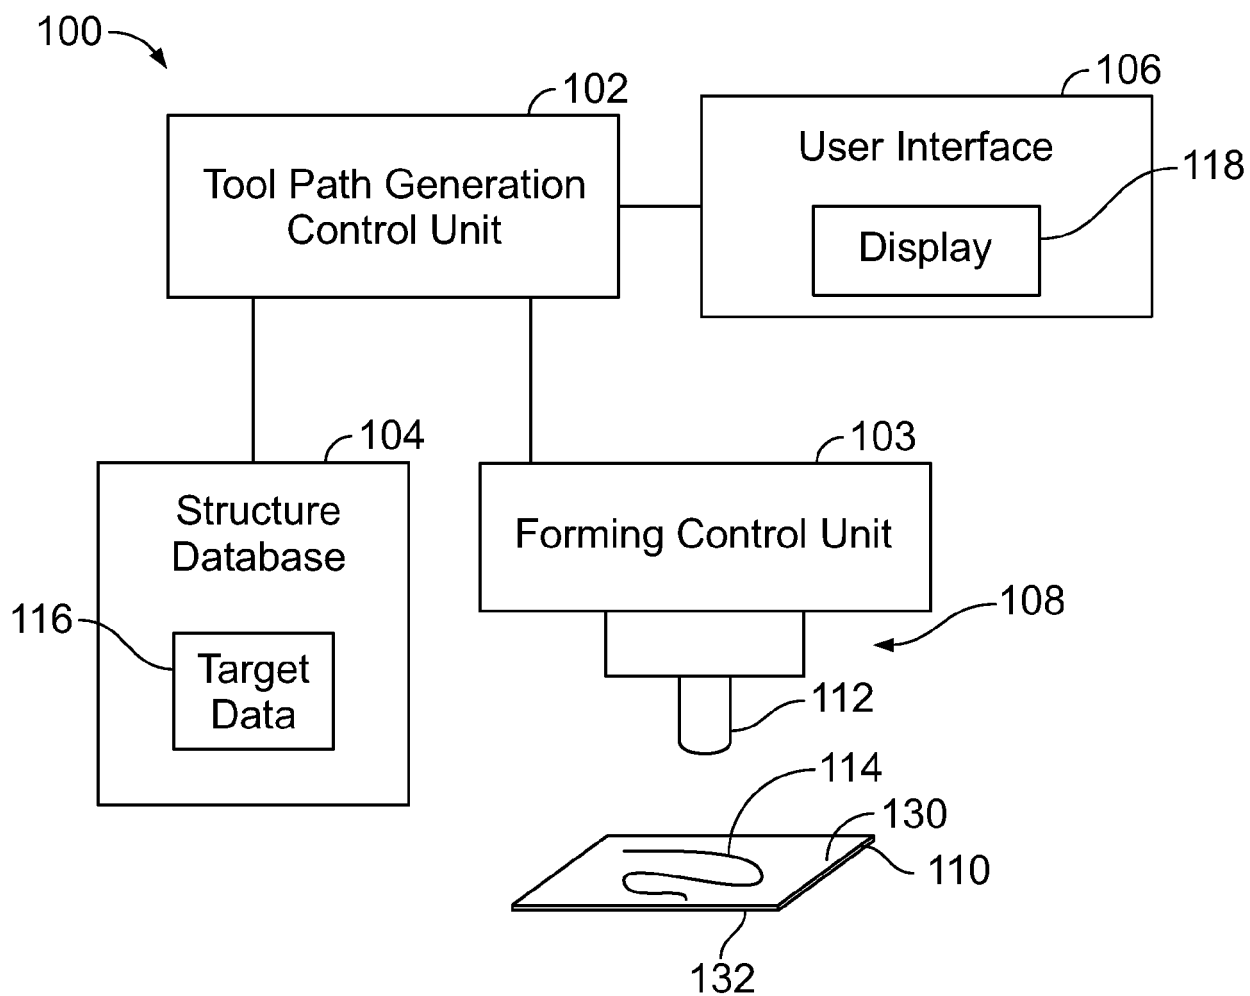 100
102
106
Tool Path Generation
Control Unit
User Interface
118
Display
104
103
Structure
Database
Forming Control Unit
116
108
Target
Data
112
114
130
110
132